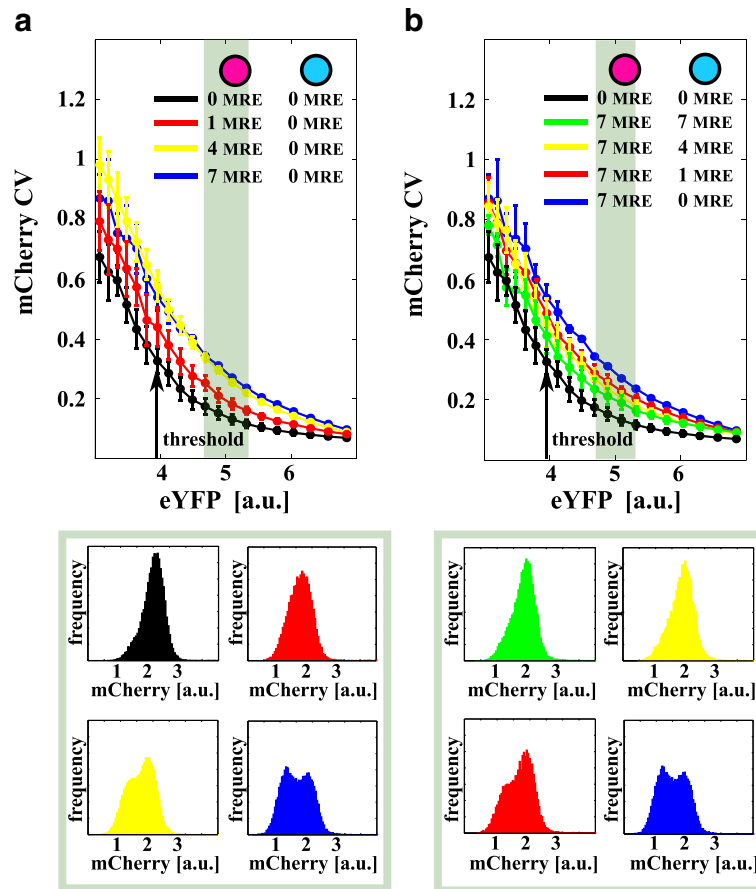 a
mCherry CV
1.2
1
0.8
0.6
0.4
0.2
0 MRE 0 MRE
1 MRE 0 MRE
4 MRE 0 MRE
7 MRE 0 MRE
threshold
4 5 6
eYFP [a.u.]
b
mCherry CV
1.2
1
0.8
0.6
0.4
0.2
0 MRE 0 MRE
7 MRE 7 MRE
7 MRE 4 MRE
7 MRE 1 MRE
7 MRE 0 MRE
threshold
4 5 6
eYFP [a.u.]
frequency
1 2 3
mCherry [a.u.]
frequency
1 2 3
mCherry [a.u.]
frequency
1 2 3
mCherry [a.u.]
frequency
1 2 3
mCherry [a.u.]
frequency
1 2 3
mCherry [a.u.]
frequency
1 2 3
mCherry [a.u.]
frequency
1 2 3
mCherry [a.u.]
frequency
1 2 3
mCherry [a.u.]